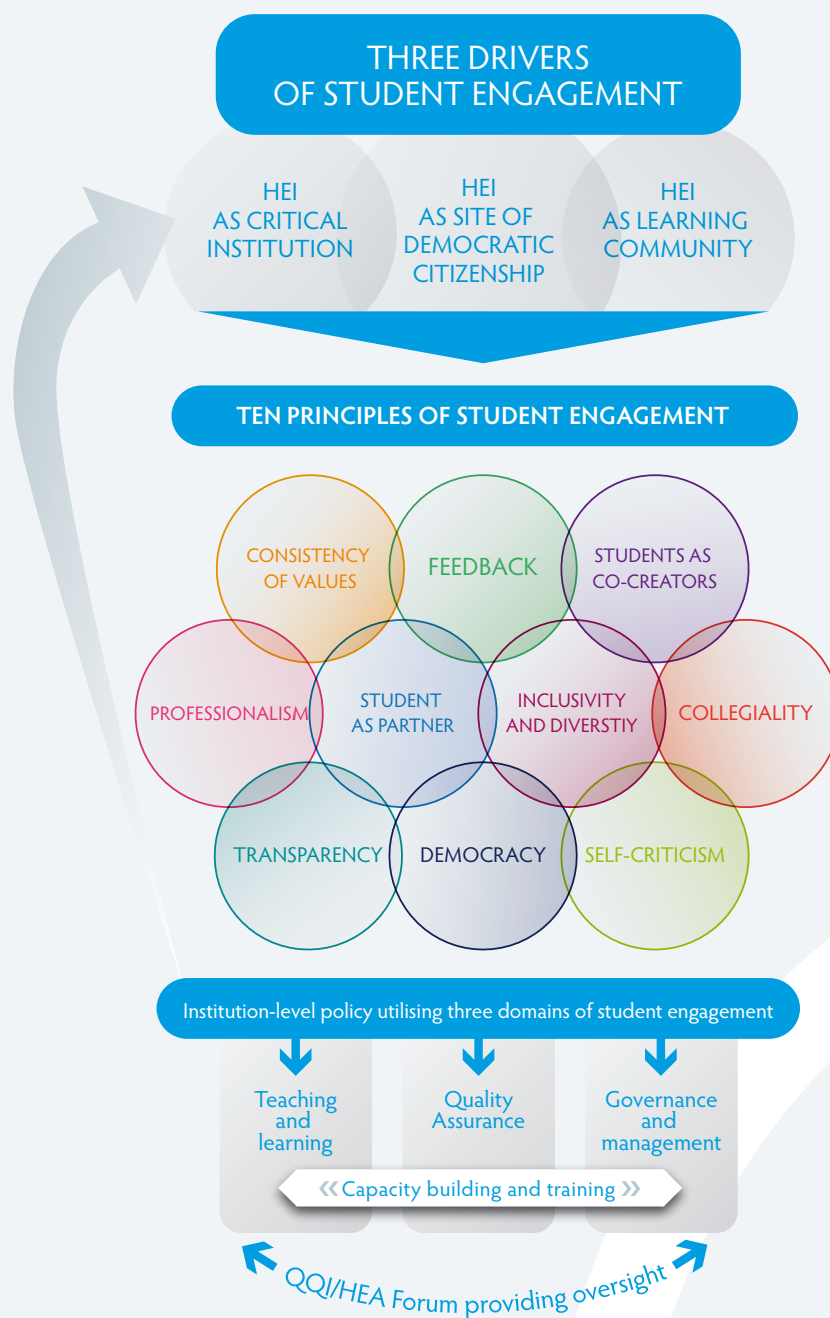 THREE DRIVERS
OF STUDENT ENGAGEMENT
HEI
AS CRITICAL
INSTITUTION
HEI
AS SITE OF
DEMOCRATIC
CITIZENSHIP
HEI
AS LEARNING
COMMUNITY
TEN PRINCIPLES OF STUDENT ENGAGEMENT
CONSISTENCY
OF VALUES
FEEDBACK
STUDENTS AS
CO-CREATORS
PROFESSIONALISM
STUDENT
AS PARTNER
INCLUSIVITY
AND DIVERSTIY
COLLEGIALITY
TRANSPARENCY
DEMOCRACY
SELF-CRITICISM
Institution-level policy utilising three domains of student engagement
Teaching
and
learning
Quality
Assurance
Governance
and
management
« Capacity building and training »
QQI/HEA Forum providing oversight